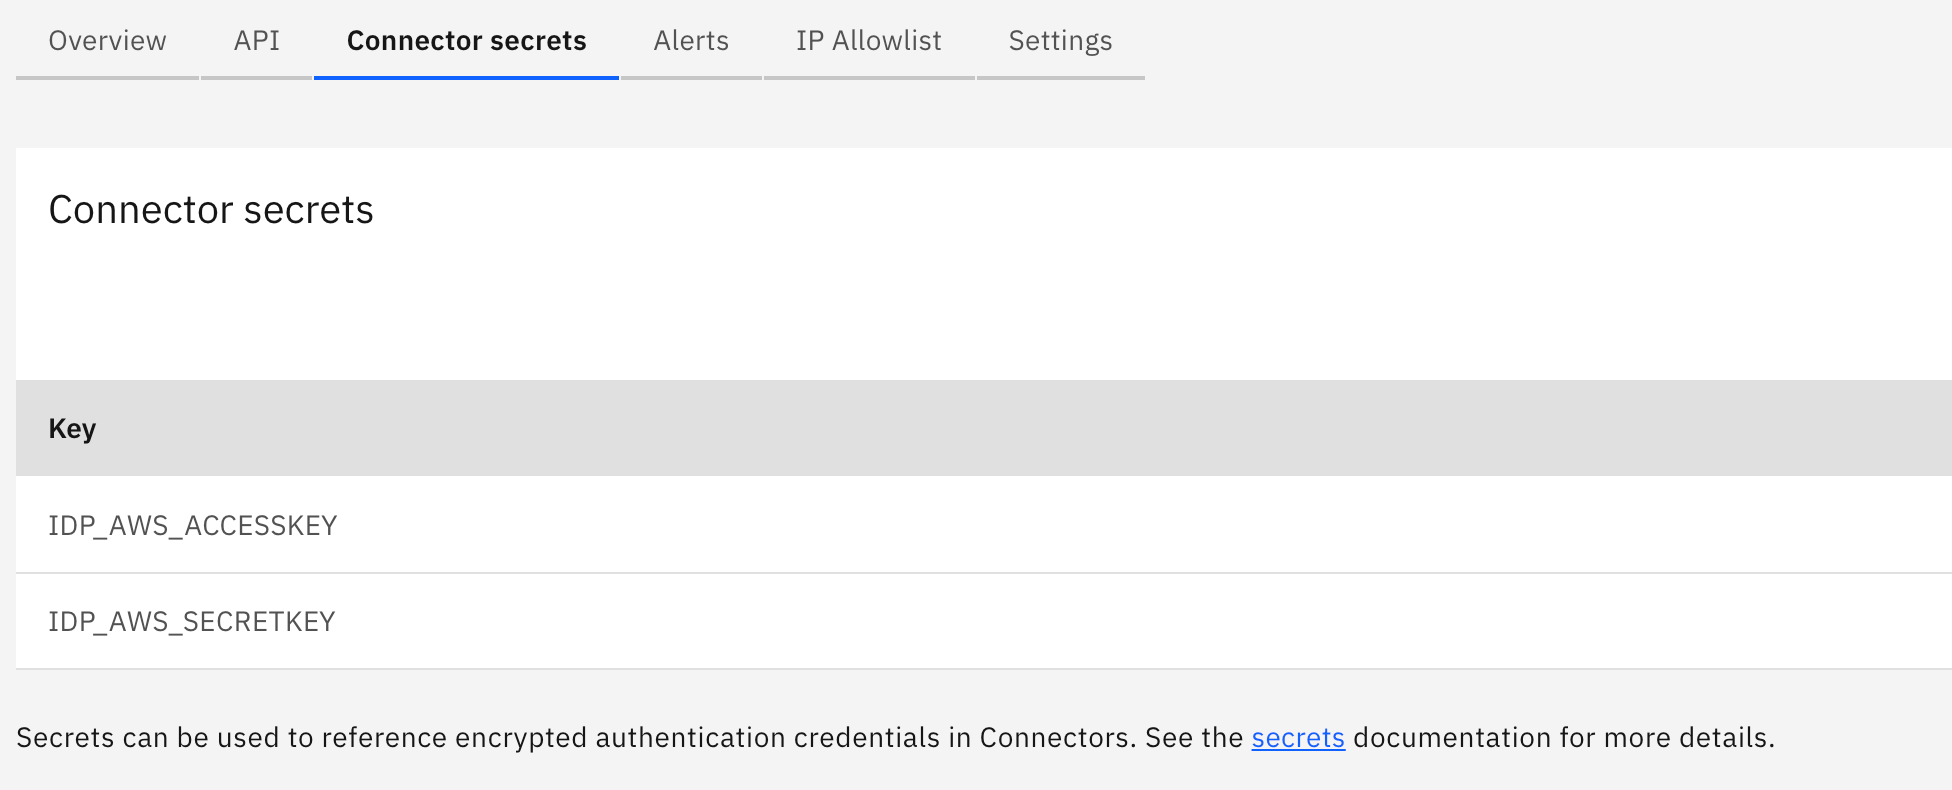 Overview API Connector secrets Alerts IP Allowlist Settings
Connector secrets
Key
IDP_AWS_ACCESSKEY
IDP_AWS_SECRETKEY
Secrets can be used to reference encrypted authentication credentials in Connectors. See the secrets documentation for more details.